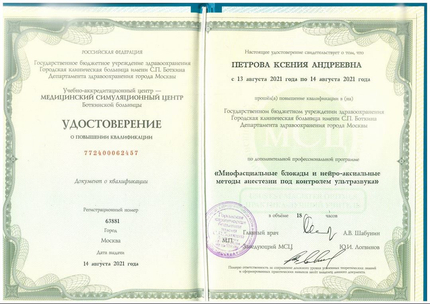 РОССИЙСКАЯ ФЕДЕРАЦИЯ
Государственное бюджетное учреждение здравоохранения
Городская клиническая больница имени С.П. Боткина
Департамента здравоохранения города Москвы
Учебно-аккредитационный центр —
МЕДИЦИНСКИЙ СИМУЛЯЦИОННЫЙ ЦЕНТР
Боткинской больницы
УДОСТОВЕРЕНИЕ
О ПОВЫШЕНИИ КВАЛИФИКАЦИИ
772400062457
Документ о квалификации
Регистрационный номер
63881
Город
Москва
Дата выдачи
14 августа 2021 года
Настоящее удостоверение свидетельствует о том, что
ПЕТРОВА КСЕНИЯ АНДРЕЕВНА
с 13 августа 2021 года по 14 августа 2021 года
повышение квалификации в (на)
Государственном бюджетном учреждении здравоохранения
Городская клиническая больница имени С.П. Боткина
Департамента здравоохранения города Москвы
по дополнительной профессиональной программе
«Миофасциальные блокады и нейро-аксиальные
методы анестезии под контролем ультразвука»
в объёме 18 часов
Главный врач А.В. Шабунин
М.П.
Заведующий МСЦ Ю.И. Логвинов